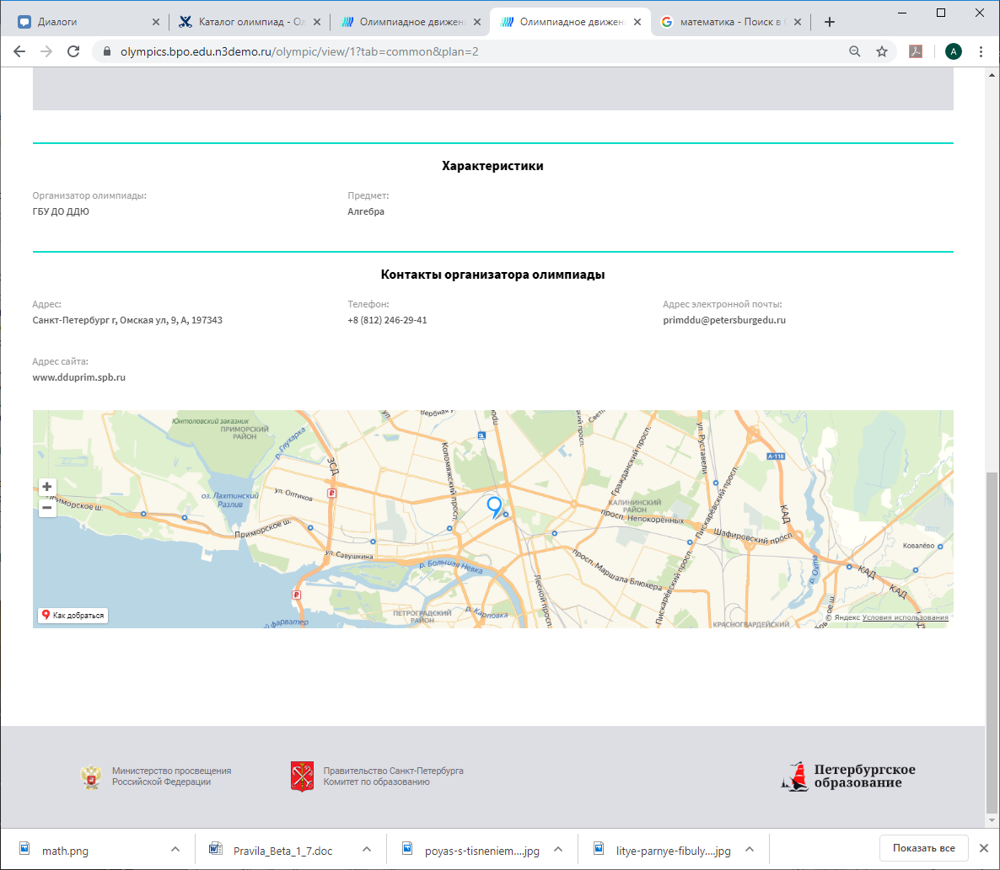 Диалоги
Каталог олимпиад - Ол
Олимпиадное движени
Олимпиадное движени
математика - Поиск в G
olympics.bpo.edu.n3demo.ru/olympic/view/1?tab=common&plan=2
A
Характеристики
Организатор олимпиады:
Предмет:
ГБУ ДО ДДЮ
Алгебра
Контакты организатора олимпиады
Адрес:
Телефон:
Адрес электронной почты:
Санкт-Петербург г, Омская ул, 9, А, 197343
+8 (812) 246-29-41
primddu@petersburgedu.ru
Адрес сайта:
www.dduprim.spb.ru
Юнтоловский заказник
ПРИМОРСКИЙ
РАЙОН
р. Глухарка
ЗСД
Вербная у
Коломяжский просп.
Светл
Гражданский просп.
ул. Руставели
А-118
оз. Лахтинский
Разлив
ул. Оптиков
Приморское ш.
Приморское ш.
ул. Савушкина
КАЛИНИНСКИЙ
РАЙОН
просп. Непокорённых
Пискарёвский просп.
Шафировский просп.
КАД
Ковалёво
р. Большая Невка
просп. Маршала Блюхера
Пискарёвский просп.
Лесной просп.
р. Охта
КАД
КАД
ПЕТРОГРАДСКИЙ
РАЙОН
р. Карповка
КРАСНОГВАРДЕЙСКИЙ
й фарватер
+
−
Как добраться
© Яндекс Условия использования
Министерство просвещения
Российской Федерации
Правительство Санкт-Петербурга
Комитет по образованию
Петербургское
образование
math.png
Pravila_Beta_1_7.doc
poyas-s-tisneniem....jpg
litye-parnye-fibuly....jpg
Показать все